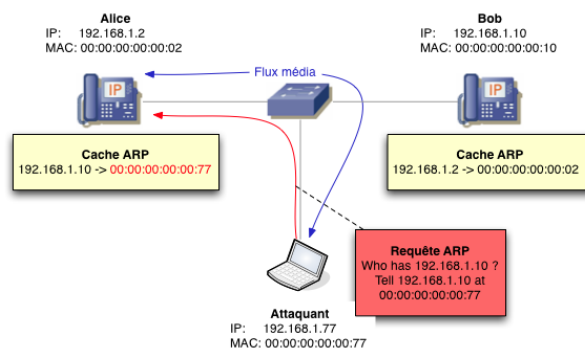 Alice
IP: 192.168.1.2
MAC: 00:00:00:00:00:02
Bob
IP: 192.168.1.10
MAC: 00:00:00:00:00:10
Flux média
IP
IP
Cache ARP
192.168.1.10 -> 00:00:00:00:00:77
Cache ARP
192.168.1.2 -> 00:00:00:00:00:02
Requête ARP
Who has 192.168.1.10 ?
Tell 192.168.1.10 at
00:00:00:00:00:77
Attaquant
IP: 192.168.1.77
MAC: 00:00:00:00:00:77